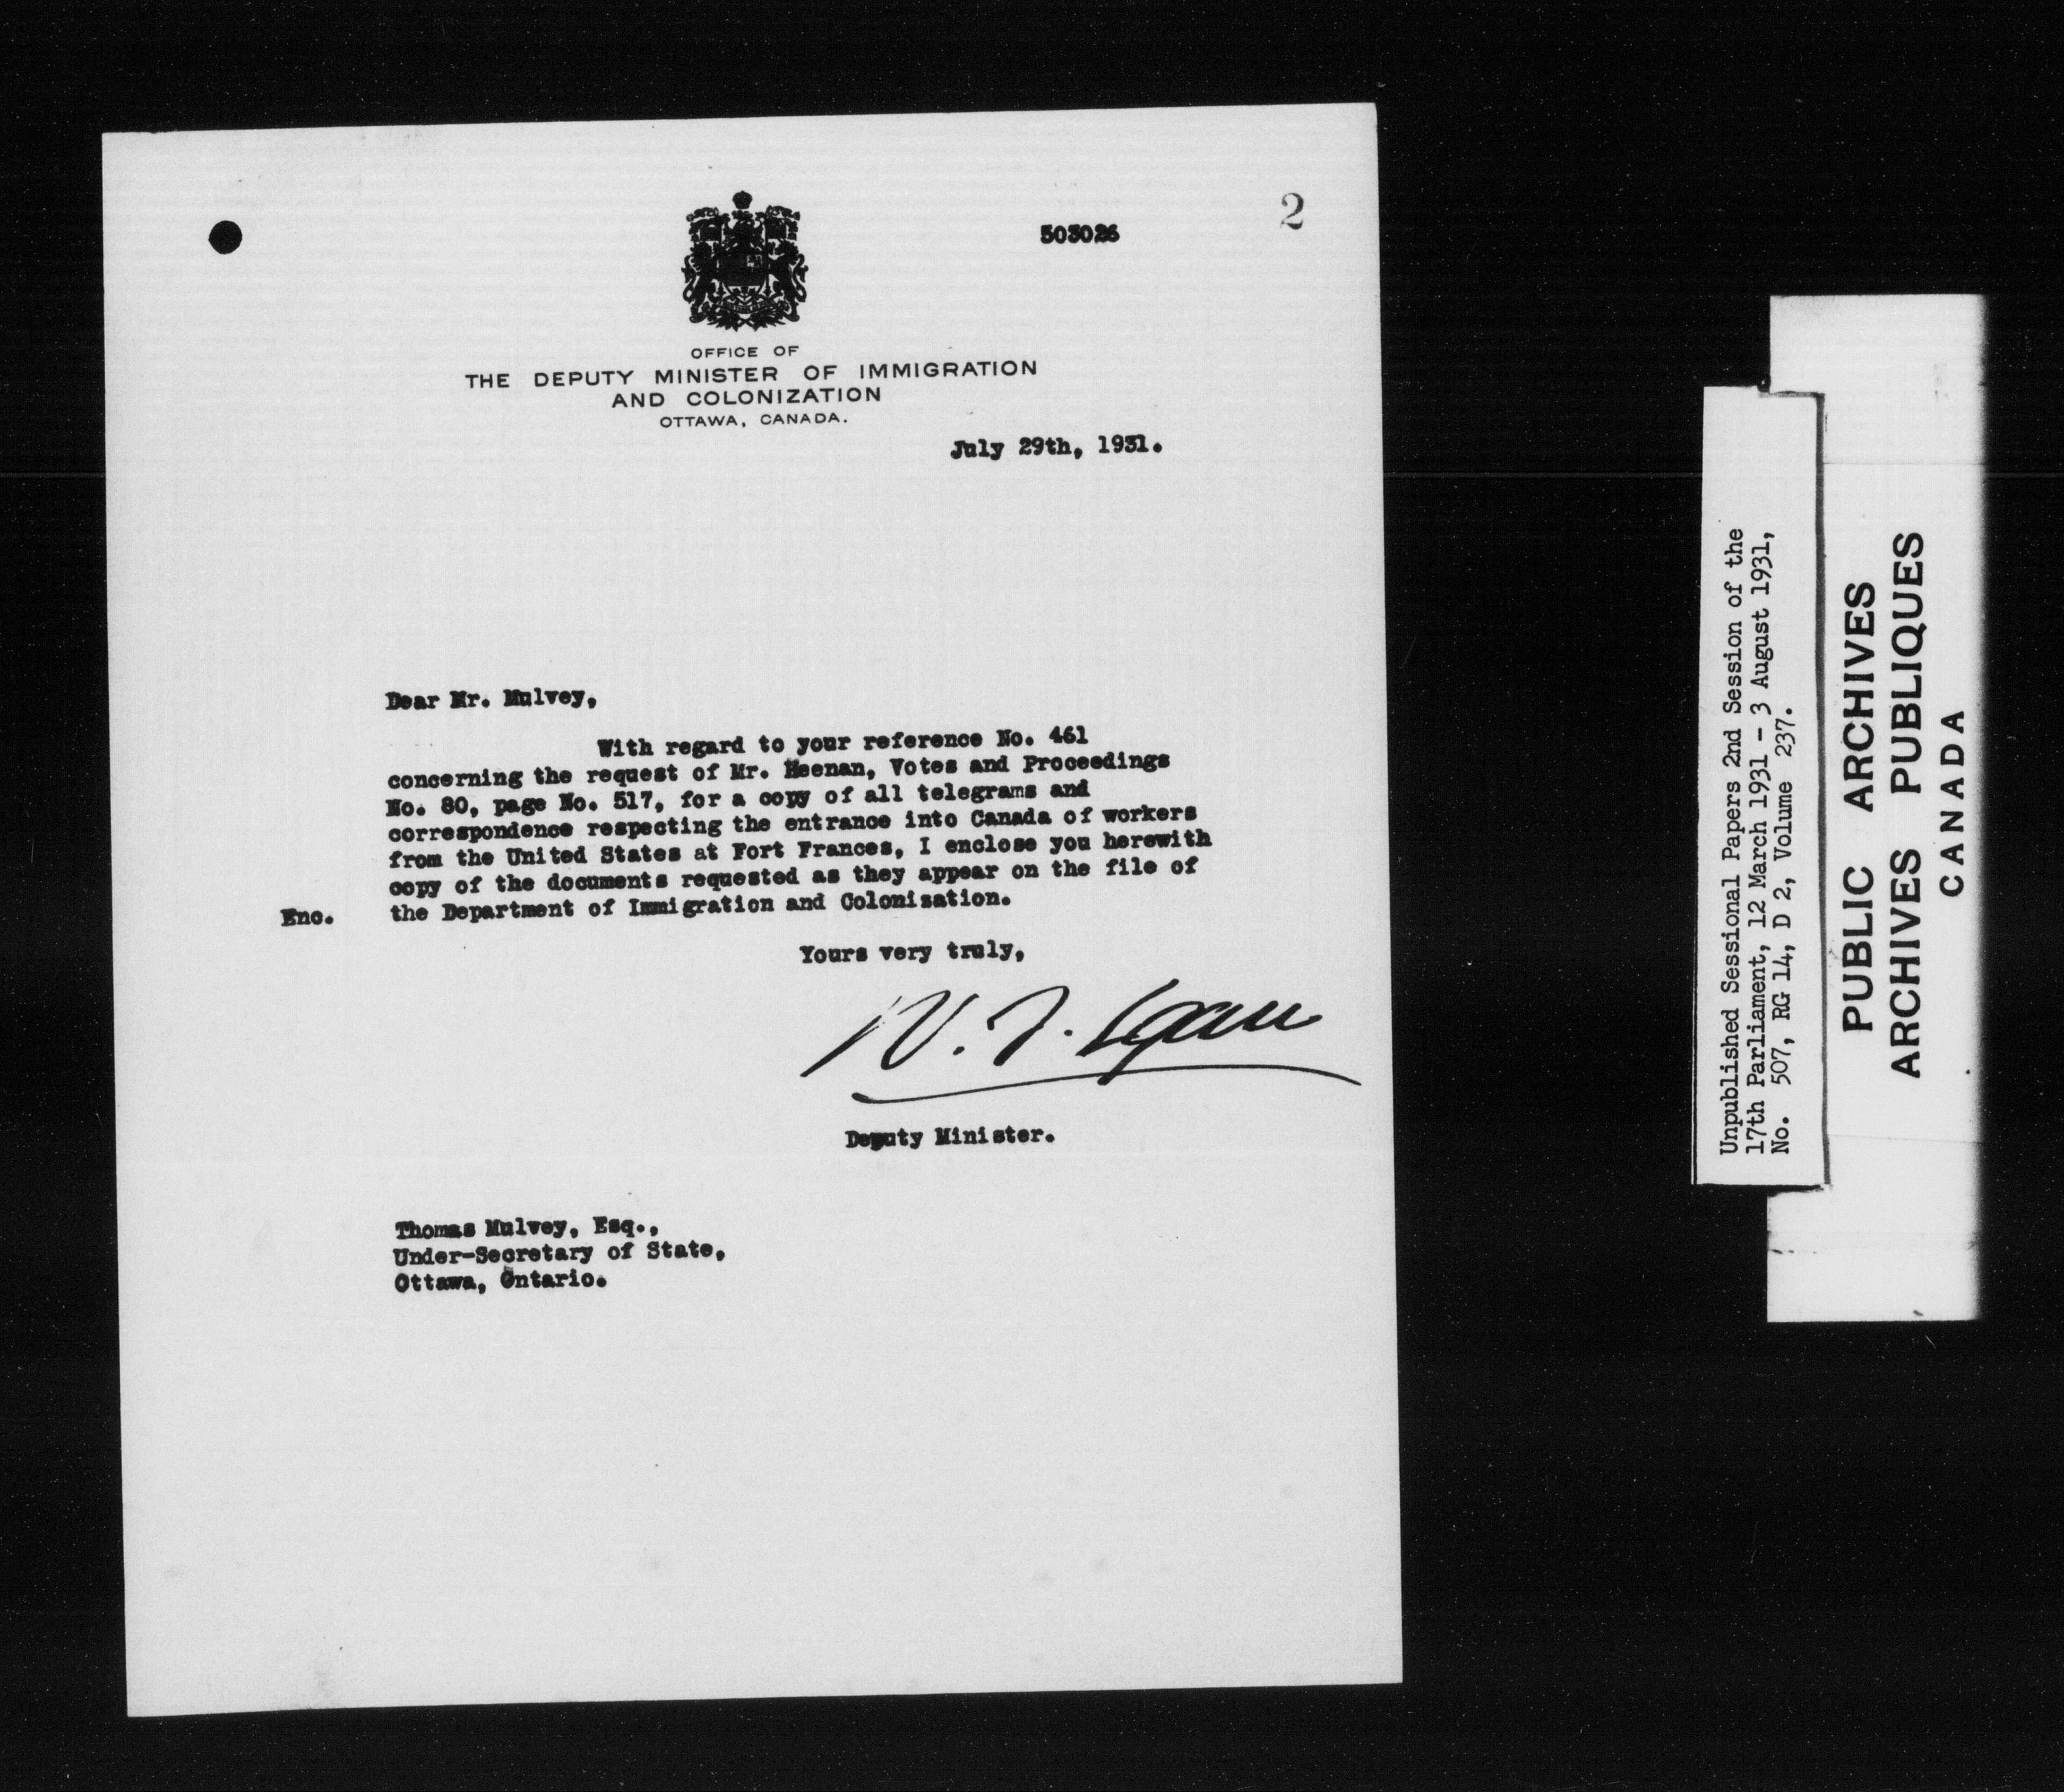 2
503026
OFFICE OF
THE DEPUTY MINISTER OF IMMIGRATION
AND COLONIZATION
OTTAWA, CANADA.
July 29th, 1931.
Dear Mr. Mulvey,
With regard to your reference No. 461
concerning the request of Mr. Heenan, Votes and Proceedings
No. 80, page No. 517, for a copy of all telegrams and
correspondence respecting the entrance into Canada of workers
from the United States at Fort Frances, I enclose you herewith
copy of the documents requested as they appear on the file of
Enc. the Department of Immigration and Colonization.
Yours very truly,
Deputy Minister.
Thomas Mulvey, Esq.,
Under-Secretary of State,
Ottawa, Ontario.
Unpublished Sessional Papers 2nd Session of the
17th Parliament, 12 March 1931 - 3 August 1931,
No. 507, RG 14, D 2, Volume 237.
PUBLIC ARCHIVES
ARCHIVES PUBLIQUES
CANADA